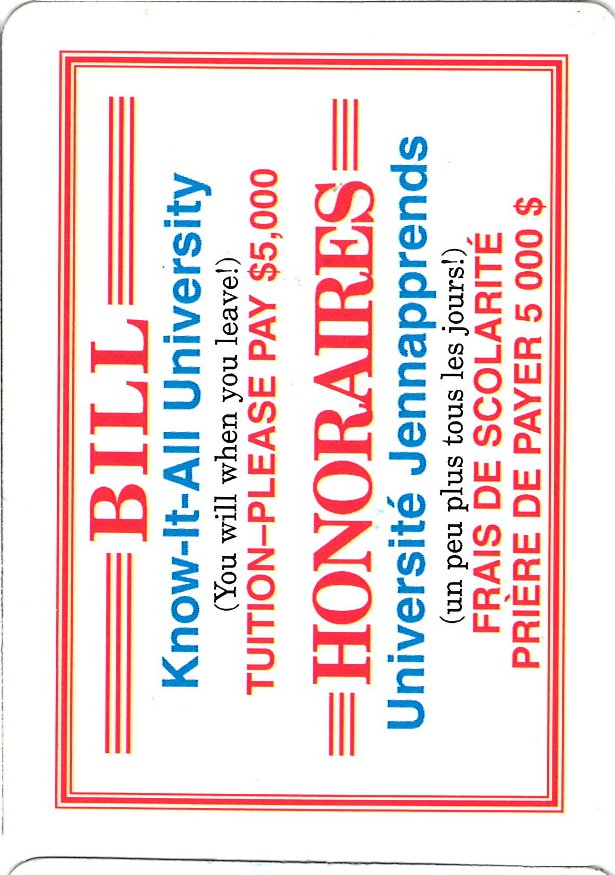 BILL
Know-It-All University
(You will when you leave!)
TUITION–PLEASE PAY $5,000
HONORAIRES
Université Jennapprends
(un peu plus tous les jours!)
FRAIS DE SCOLARITÉ
PRIÈRE DE PAYER 5 000 $